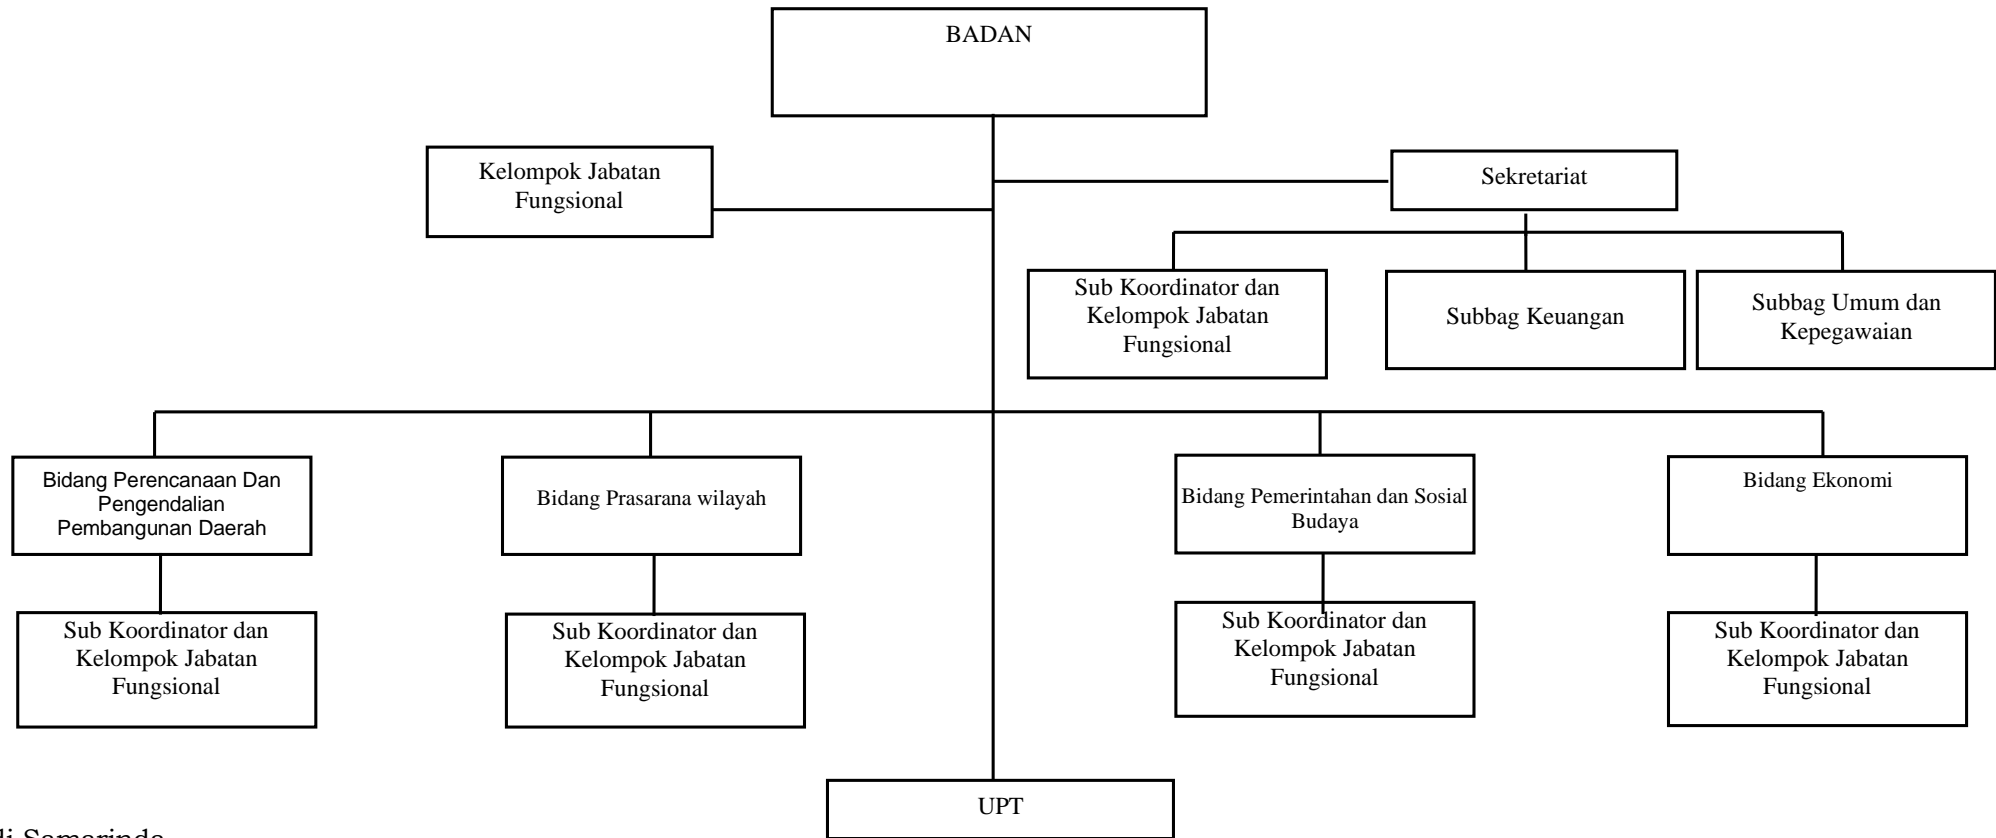 BADAN
Kelompok Jabatan
Fungsional
Sekretariat
Sub Koordinator dan
Kelompok Jabatan
Fungsional
Subbag Keuangan
Subbag Umum dan
Kepegawaian
Bidang Perencanaan Dan
Pengendalian
Pembangunan Daerah
Bidang Prasarana wilayah
Bidang Pemerintahan dan Sosial
Budaya
Bidang Ekonomi
Sub Koordinator dan
Kelompok Jabatan
Fungsional
Sub Koordinator dan
Kelompok Jabatan
Fungsional
Sub Koordinator dan
Kelompok Jabatan
Fungsional
Sub Koordinator dan
Kelompok Jabatan
Fungsional
UPT
di Samarinda